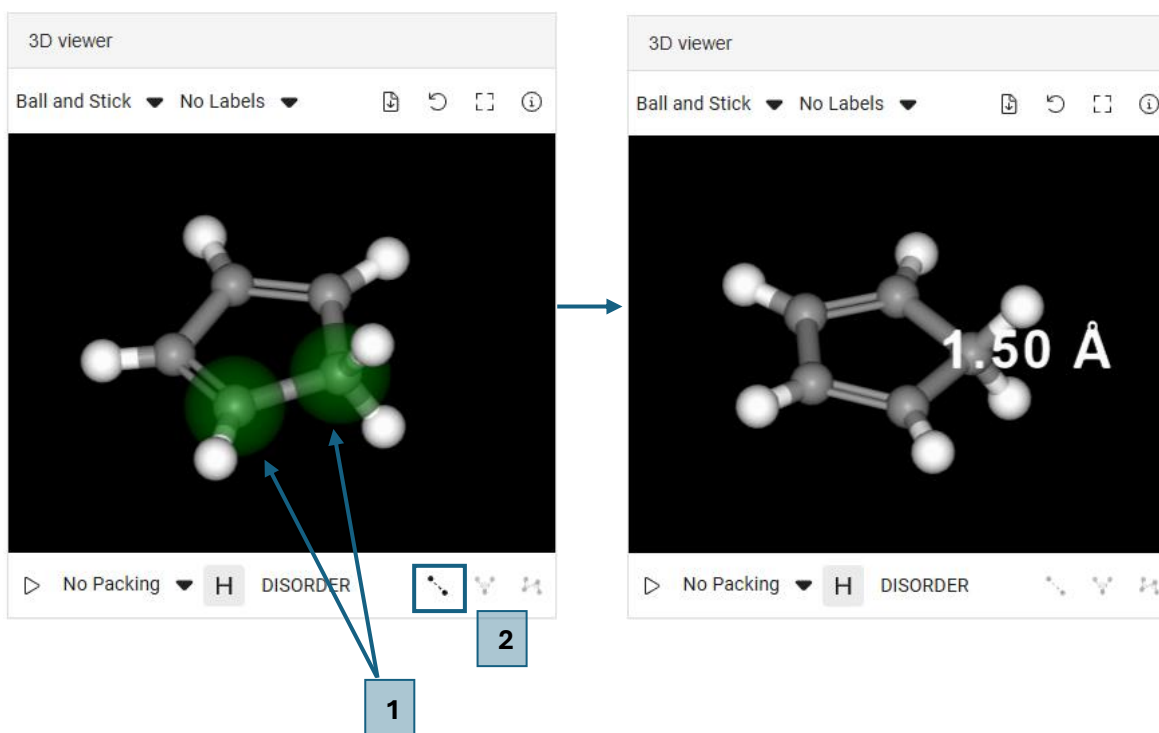 3D viewer
Ball and Stick No Labels
No Packing H DISORDER
2
1
3D viewer
Ball and Stick No Labels
1.50 Å
No Packing H DISORDER